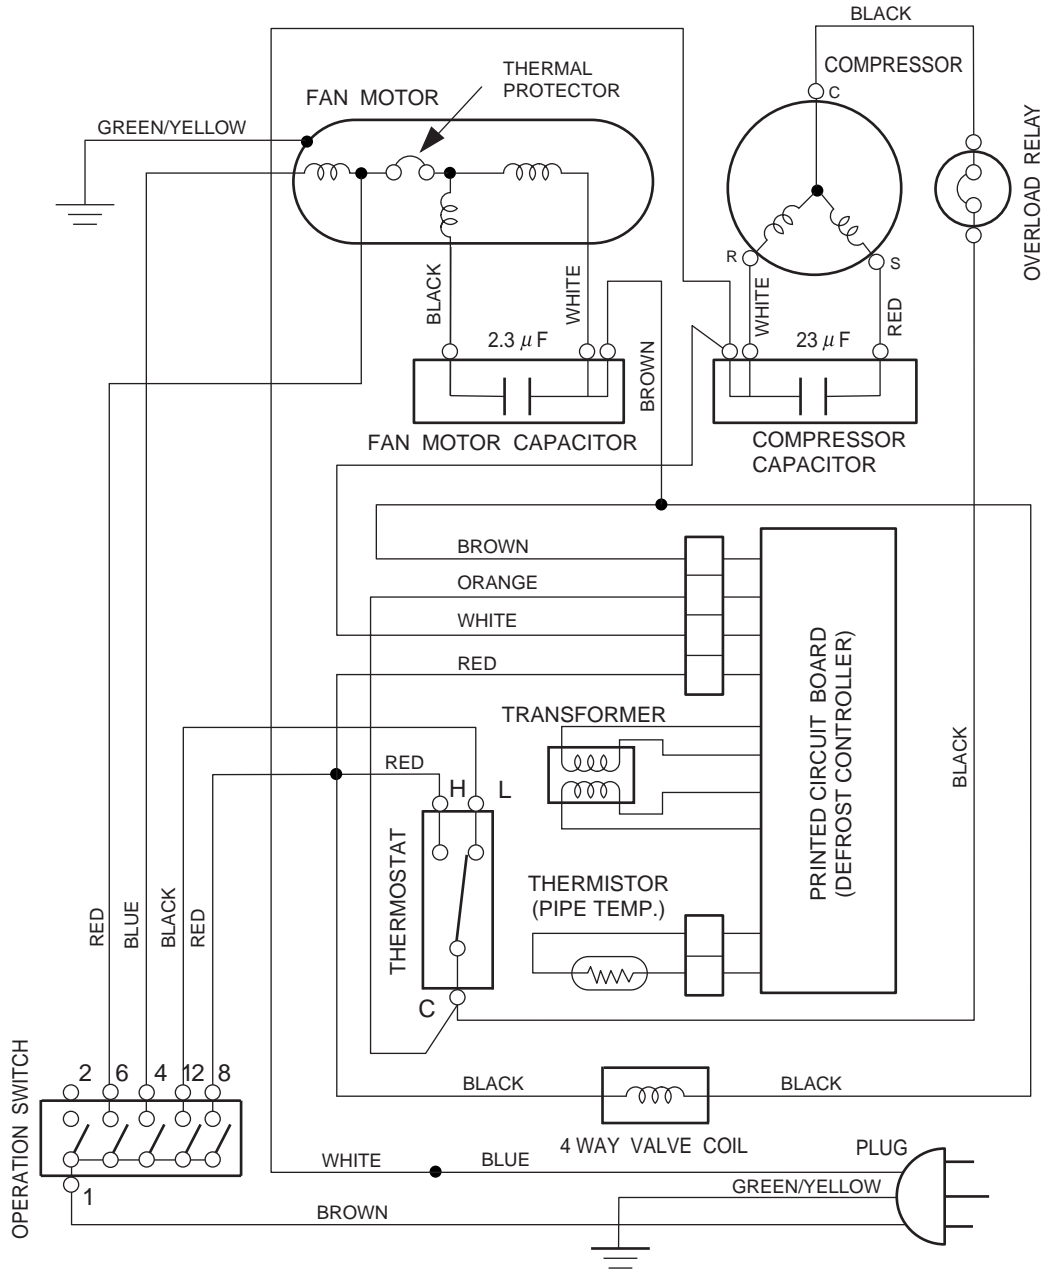 BLACK
COMPRESSOR
C
THERMAL
PROTECTOR
FAN MOTOR
GREEN/YELLOW
OVERLOAD RELAY
R
S
BLACK
WHITE
WHITE
RED
2.3 μF
23 μF
BROWN
FAN MOTOR CAPACITOR
COMPRESSOR
CAPACITOR
BROWN
ORANGE
WHITE
RED
TRANSFORMER
PRINTED CIRCUIT BOARD
(DEFROST CONTROLLER)
BLACK
RED
H
L
THERMOSTAT
THERMISTOR
(PIPE TEMP.)
RED
BLUE
BLACK
RED
C
OPERATION SWITCH
2
6
4
12
8
1
BLACK
BLACK
4 WAY VALVE COIL
PLUG
WHITE
BLUE
GREEN/YELLOW
BROWN